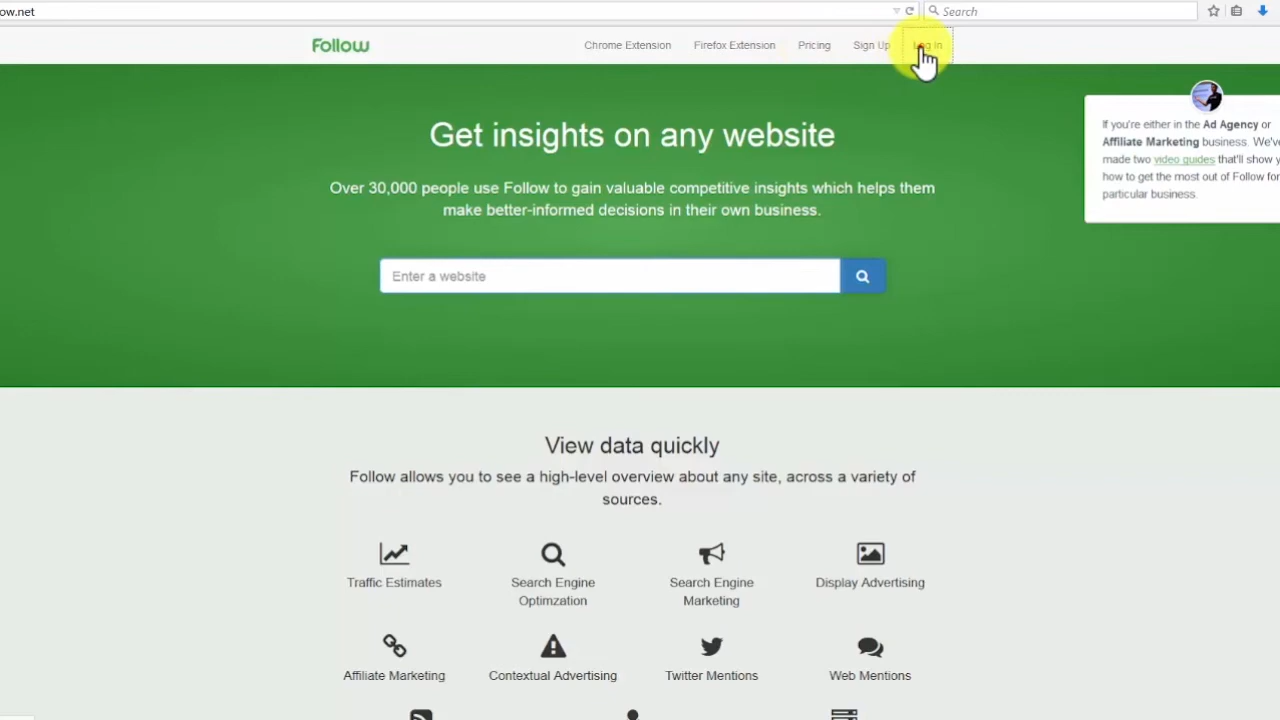 ow.net
Search
Follow
Chrome Extension
Firefox Extension
Pricing
Sign Up
Log In
If you're either in the Ad Agency or
Affiliate Marketing business. We've
made two video guides that'll show y
how to get the most out of Follow for
particular business.
Get insights on any website
Over 30,000 people use Follow to gain valuable competitive insights which helps them
make better-informed decisions in their own business.
Enter a website
View data quickly
Follow allows you to see a high-level overview about any site, across a variety of
sources.
Traffic Estimates
Search Engine
Optimzation
Search Engine
Marketing
Display Advertising
Affiliate Marketing
Contextual Advertising
Twitter Mentions
Web Mentions